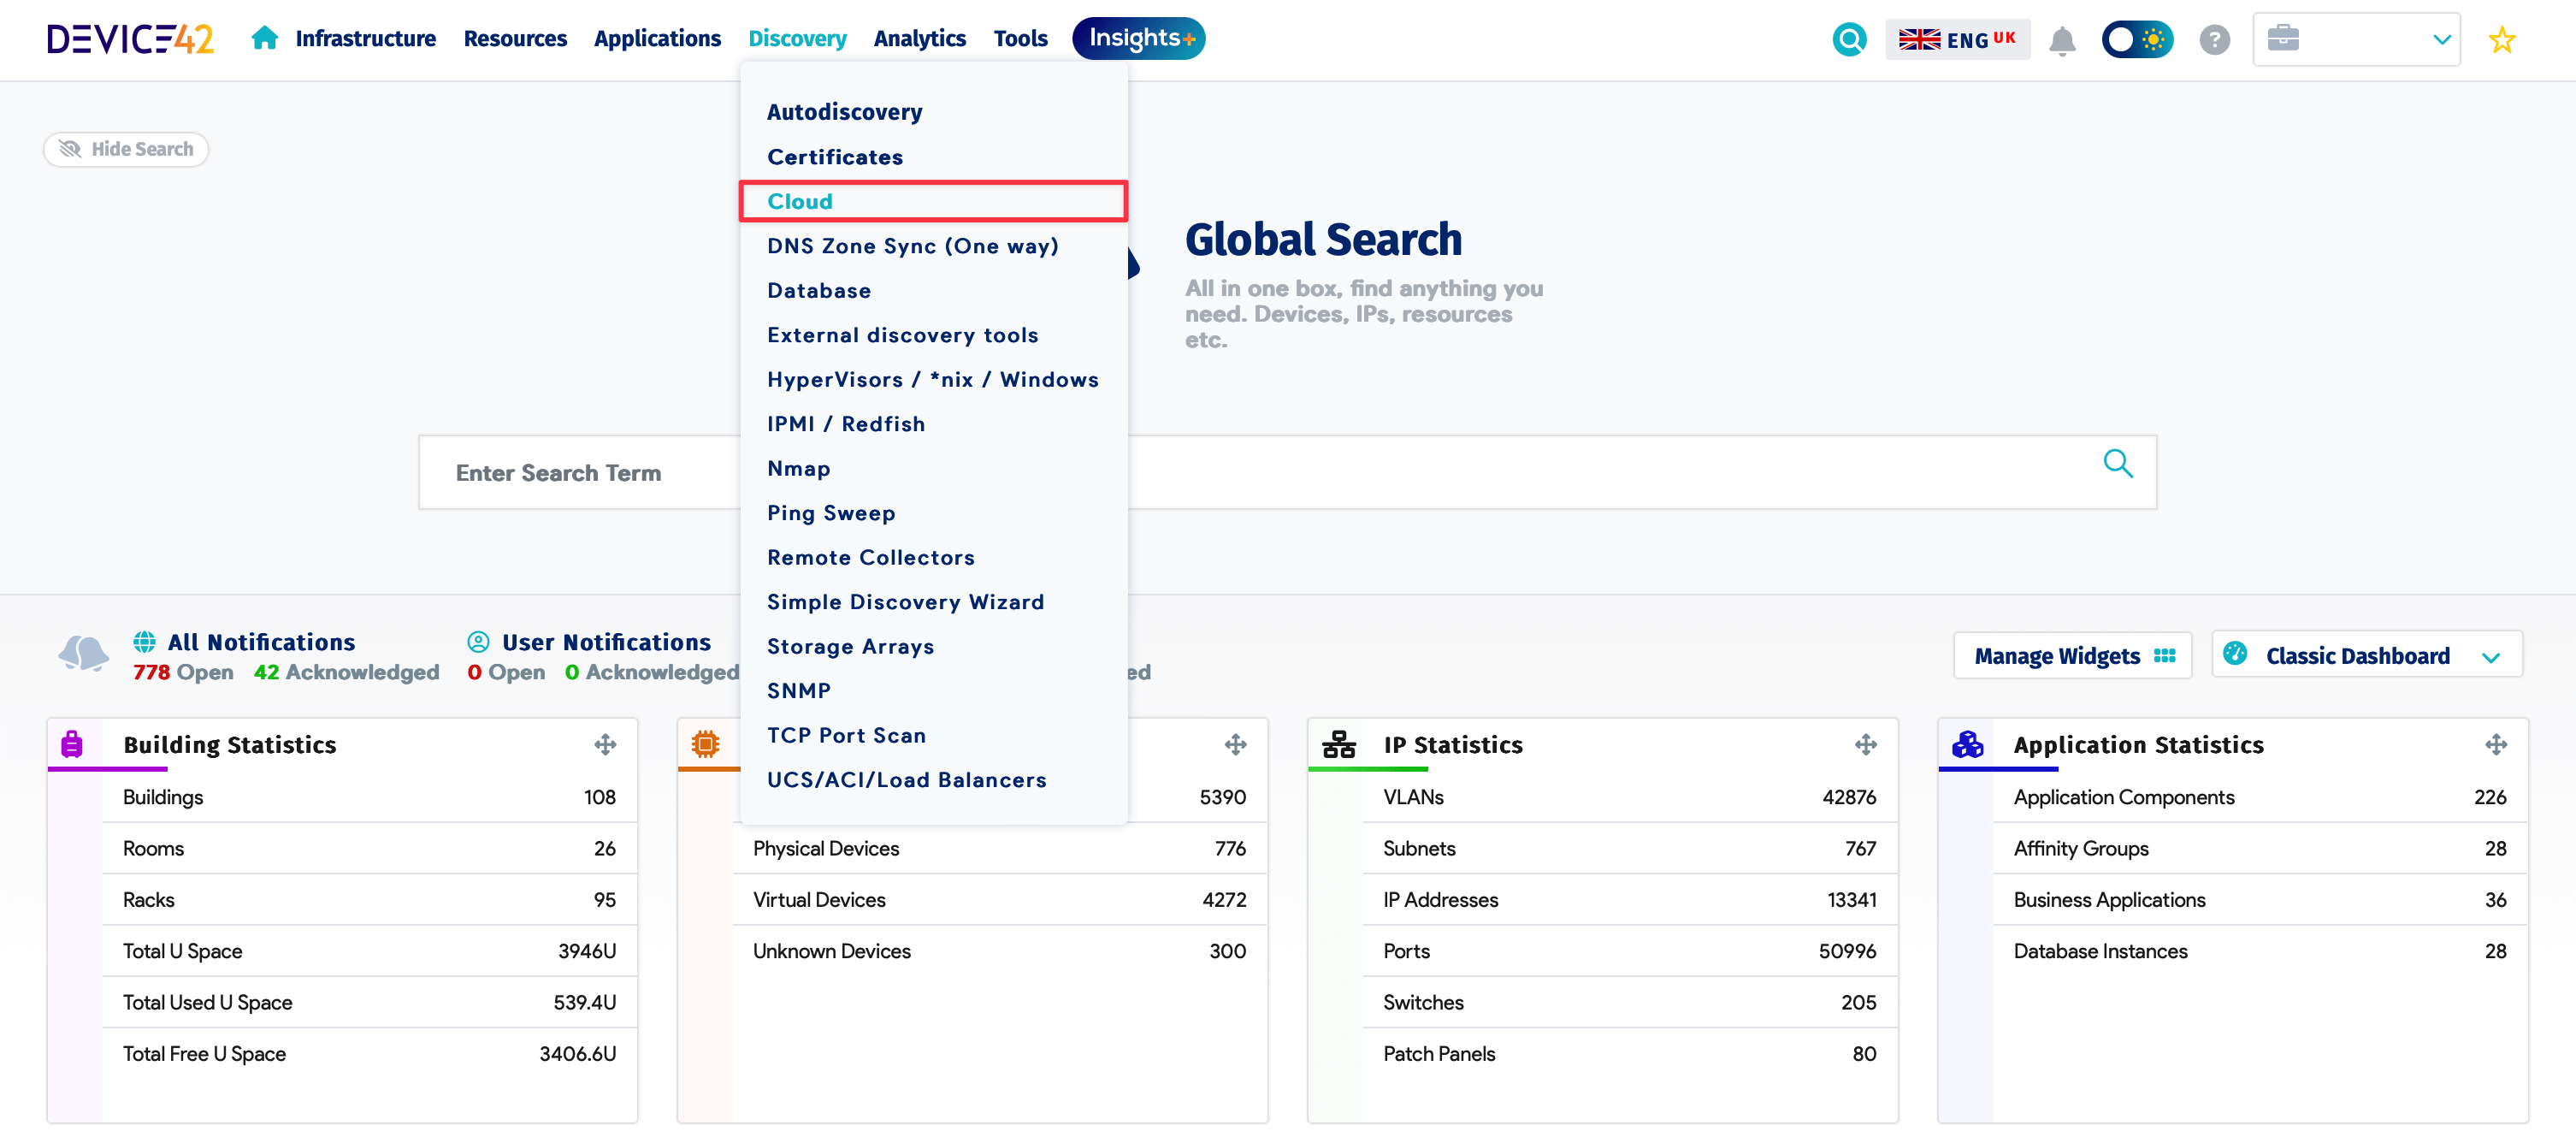 DEVICE42
Infrastructure
Resources
Applications
Discovery
Analytics
Tools
Insights+
ENG UK
?
Hide Search
Autodiscovery
Certificates
Cloud
DNS Zone Sync (One way)
Database
External discovery tools
HyperVisors / *nix / Windows
IPMI / Redfish
Nmap
Ping Sweep
Remote Collectors
Simple Discovery Wizard
Storage Arrays
SNMP
TCP Port Scan
UCS/ACI/Load Balancers
Global Search
All in one box, find anything you
need. Devices, IPs, resources
etc.
Enter Search Term
All Notifications
778 Open 42 Acknowledged
User Notifications
0 Open 0 Acknowledged
ed
Manage Widgets
Classic Dashboard
Building Statistics
Buildings 108
Rooms 26
Racks 95
Total U Space 3946U
Total Used U Space 539.4U
Total Free U Space 3406.6U
5390
Physical Devices 776
Virtual Devices 4272
Unknown Devices 300
IP Statistics
VLANs 42876
Subnets 767
IP Addresses 13341
Ports 50996
Switches 205
Patch Panels 80
Application Statistics
Application Components 226
Affinity Groups 28
Business Applications 36
Database Instances 28